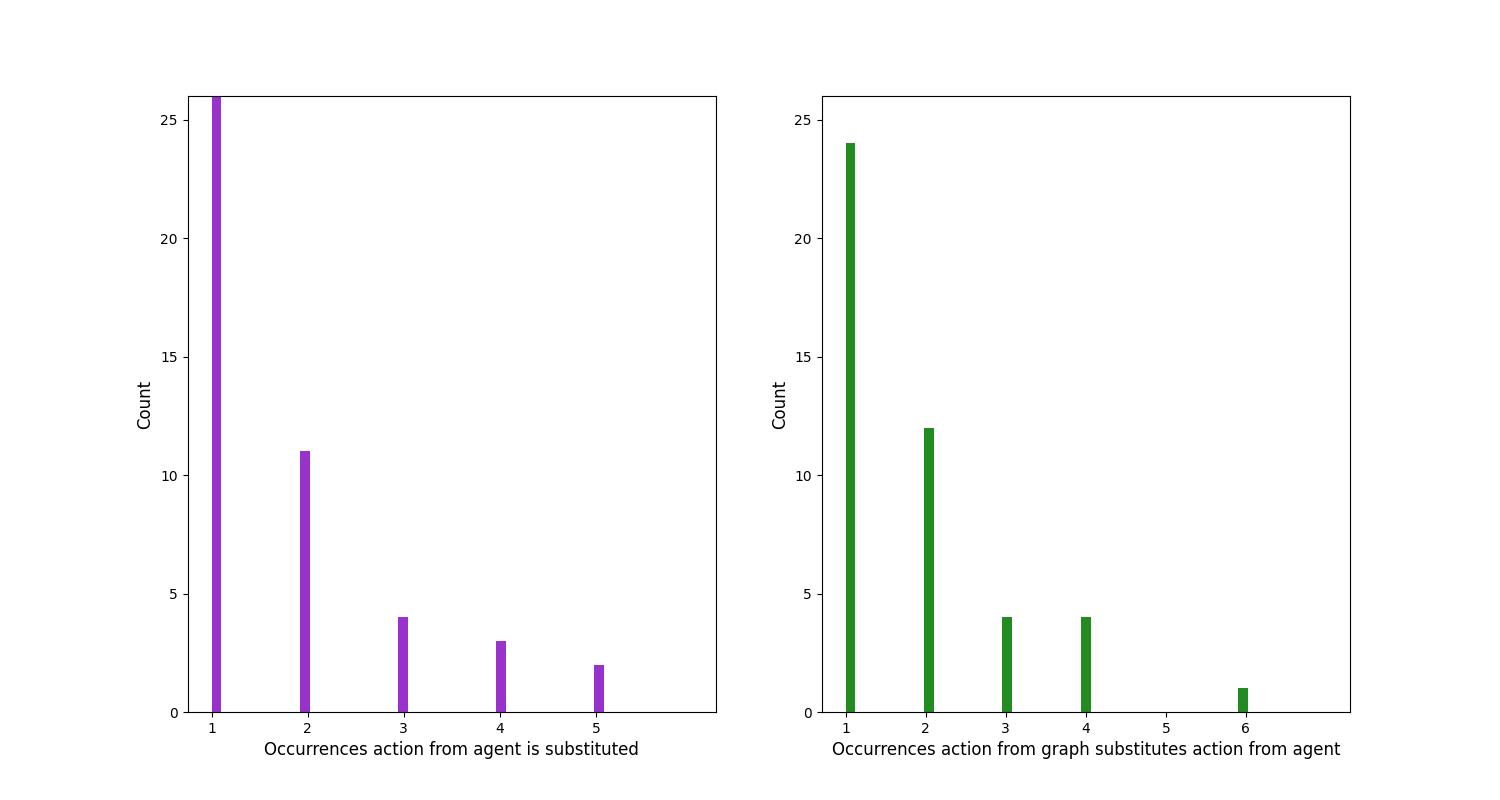 25
20
15
10
5
0
Count
1 2 3 4 5
Occurrences action from agent is substituted
25
20
15
10
5
0
Count
1 2 3 4 5 6
Occurrences action from graph substitutes action from agent